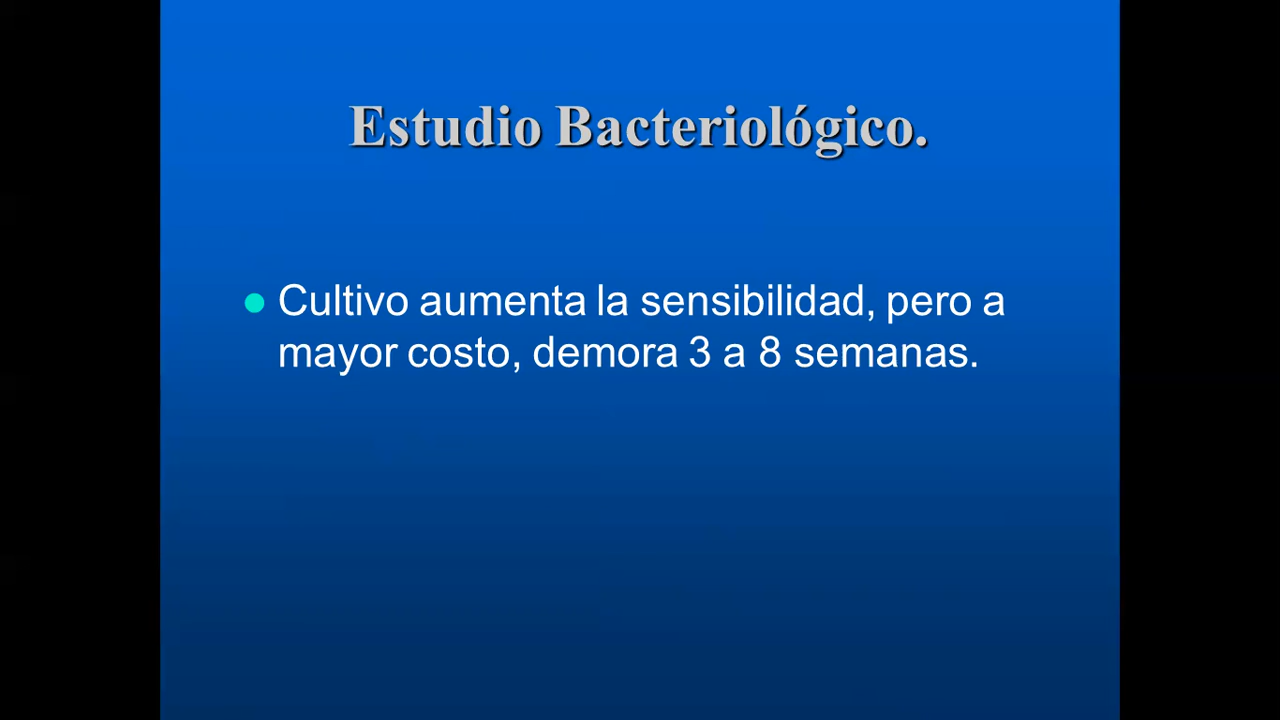 Estudio Bacteriológico.
Cultivo aumenta la sensibilidad, pero a
mayor costo, demora 3 a 8 semanas.